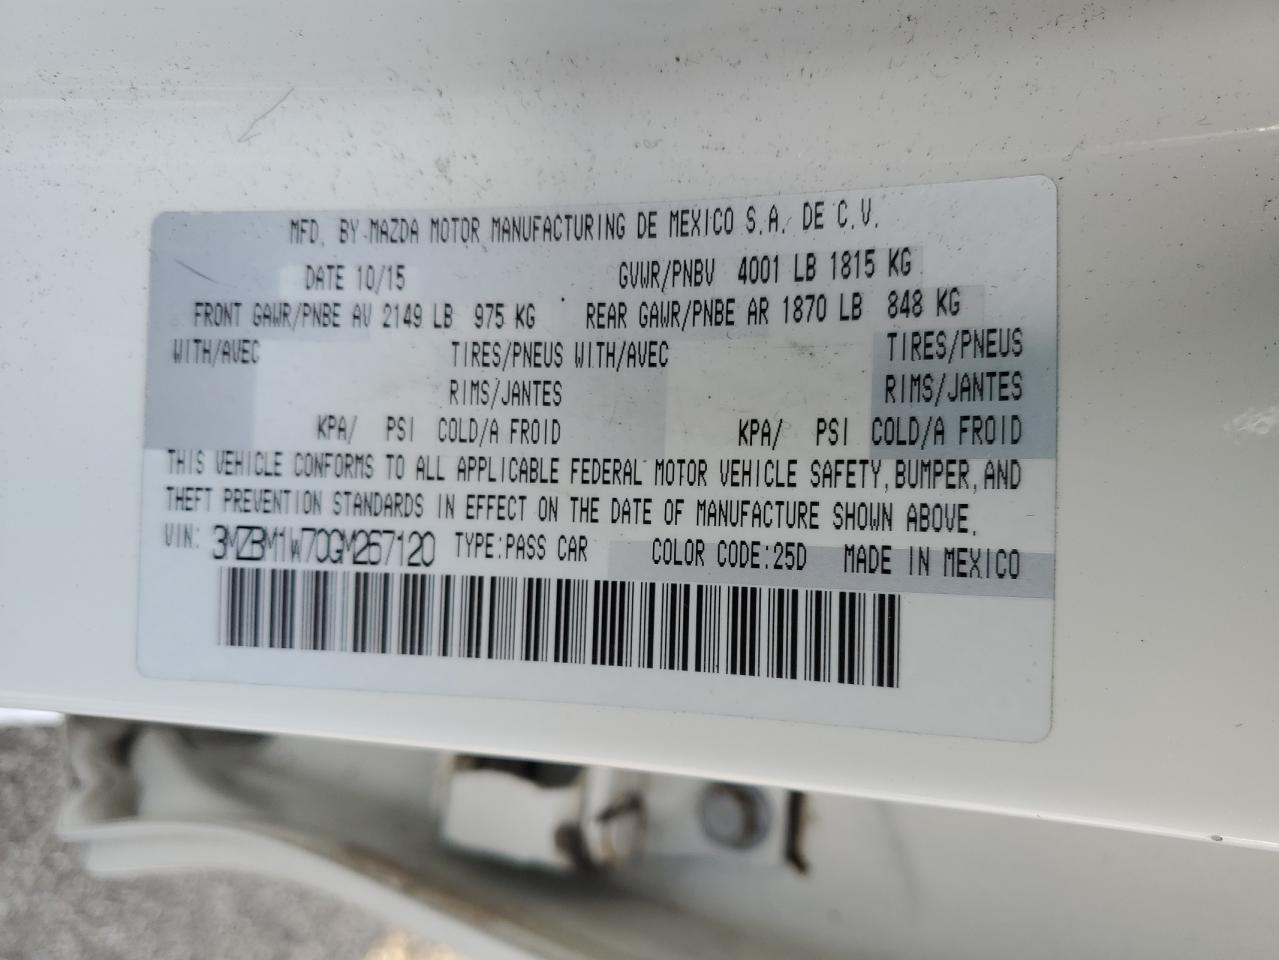 MFD. BY MAZDA MOTOR MANUFACTURING DE MEXICO S.A. DE C.V.
DATE 10/15 GVWR/PNBV 4001 LB 1815 KG
FRONT GAWR/PNBE AV 2149 LB 975 KG REAR GAWR/PNBE AR 1870 LB 848 KG
WITH/AVEC TIRES/PNEUS WITH/AVEC TIRES/PNEUS
RIMS/JANTES RIMS/JANTES
KPA/ PSI COLD/A FROID KPA/ PSI COLD/A FROID
THIS VEHICLE CONFORMS TO ALL APPLICABLE FEDERAL MOTOR VEHICLE SAFETY, BUMPER, AND
THEFT PREVENTION STANDARDS IN EFFECT ON THE DATE OF MANUFACTURE SHOWN ABOVE.
VIN: 3MZBM1W70GM267120 TYPE:PASS CAR COLOR CODE:25D MADE IN MEXICO